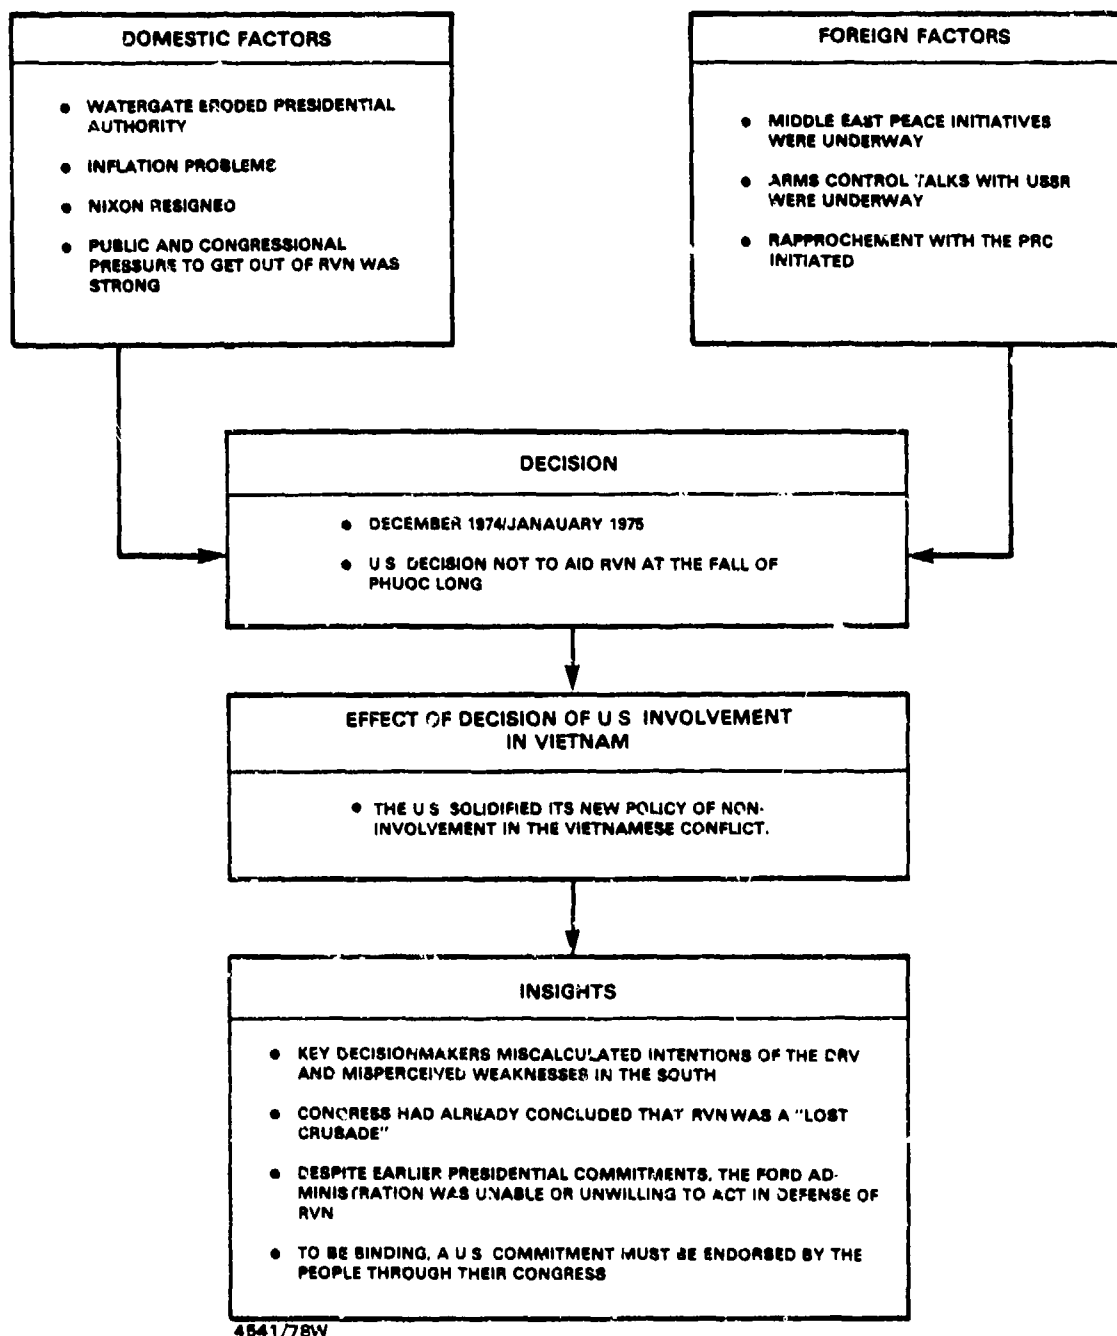 DOMESTIC FACTORS
• WATERGATE ERODED PRESIDENTIAL
AUTHORITY
• INFLATION PROBLEMS
• NIXON RESIGNED
• PUBLIC AND CONGRESSIONAL
PRESSURE TO GET OUT OF RVN WAS
STRONG
FOREIGN FACTORS
• MIDDLE EAST PEACE INITIATIVES
WERE UNDERWAY
• ARMS CONTROL TALKS WITH USSR
WERE UNDERWAY
• RAPPROCHEMENT WITH THE PRC
INITIATED
DECISION
• DECEMBER 1974/JANAUARY 1975
• U S DECISION NOT TO AID RVN AT THE FALL OF
PHUOC LONG
EFFECT OF DECISION OF U S INVOLVEMENT
IN VIETNAM
• THE U S SOLIDIFIED ITS NEW POLICY OF NON-
INVOLVEMENT IN THE VIETNAMESE CONFLICT.
INSIGHTS
• KEY DECISIONMAKERS MISCALCULATED INTENTIONS OF THE DRV
AND MISPERCEIVED WEAKNESSES IN THE SOUTH
• CONGRESS HAD ALREADY CONCLUDED THAT RVN WAS A "LOST
CRUSADE"
• DESPITE EARLIER PRESIDENTIAL COMMITMENTS, THE FORD AD-
MINISTRATION WAS UNABLE OR UNWILLING TO ACT IN DEFENSE OF
RVN
• TO BE BINDING, A U S COMMITMENT MUST BE ENDORSED BY THE
PEOPLE THROUGH THEIR CONGRESS
4541/78W